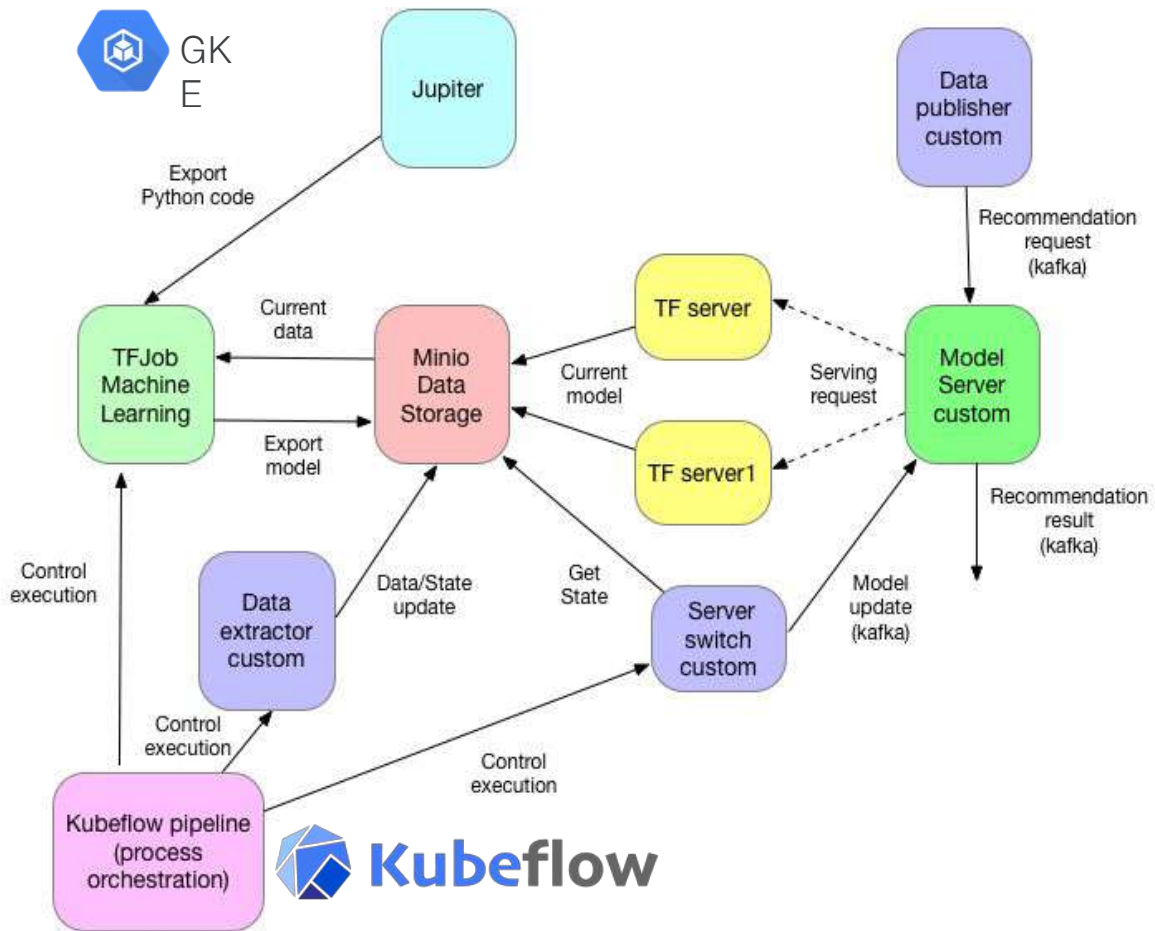 GK
E
Jupiter
Data
publisher
custom
Export
Python code
Recommendation
request
(kafka)
Current
data
TF server
TFJob
Machine
Learning
Minio
Data
Storage
Current
model
Serving
request
Model
Server
custom
Export
model
TF server1
Recommendation
result
(kafka)
Control
execution
Data
extractor
custom
Data/State
update
Get
State
Server
switch
custom
Model
update
(kafka)
Control
execution
Control
execution
Kubeflow pipeline
(process
orchestration)
Kubeflow